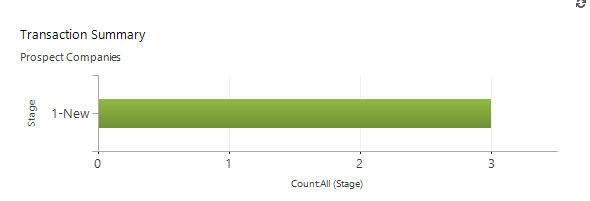 Transaction Summary
Prospect Companies
Stage
1-New
0 1 2 3
Count:All (Stage)